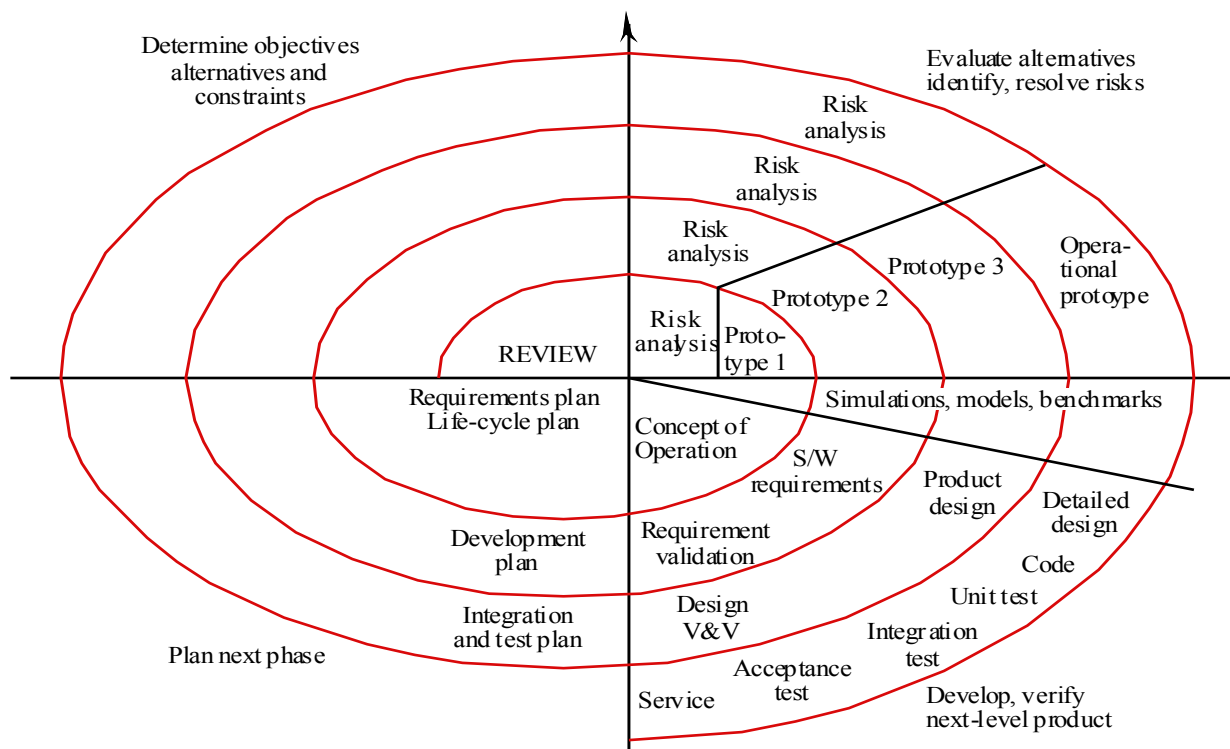 Determine objectives
alternatives and
constraints
Evaluate alternatives
identify, resolve risks
Risk
analysis
Risk
analysis
Risk
analysis
Risk
analysis
Proto-
type 1
Prototype 2
Prototype 3
Opera-
tional
protoype
REVIEW
Requirements plan
Life-cycle plan
Concept of
Operation
Simulations, models, benchmarks
S/W
requirements
Product
design
Detailed
design
Development
plan
Requirement
validation
Code
Unit test
Integration
and test plan
Design
V&V
Integration
test
Acceptance
test
Service
Plan next phase
Develop, verify
next-level product